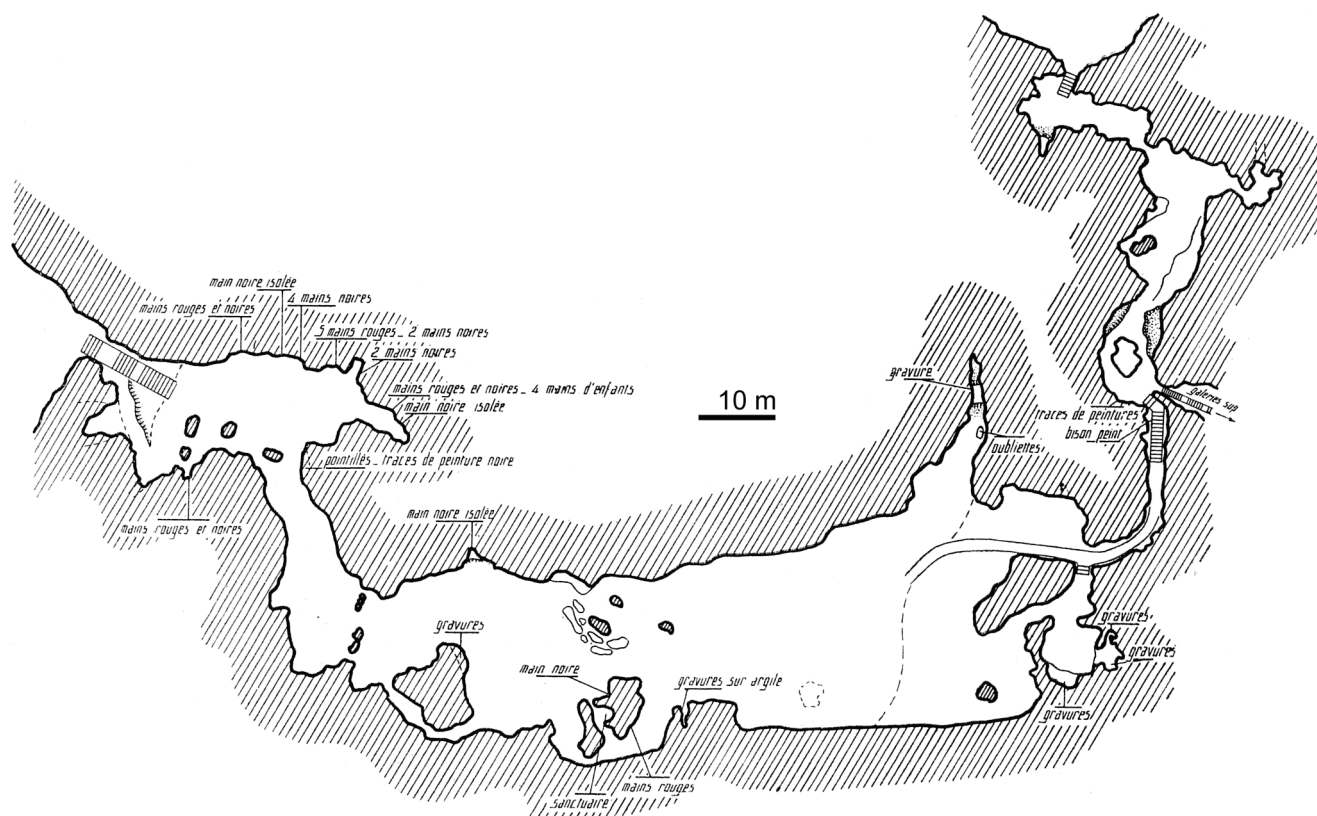 main noire isolée
4 mains noires
mains rouges et noires
5 mains rouges _ 2 mains noires
2 mains noires
mains rouges et noires _ 4 mains d'enfants
main noire isolée
pointillés _ traces de peinture noire
mains rouges et noires
main noire isolée
gravure
10 m
oubliettes
galeries sup
traces de peintures
bison peint
gravures
main noire
gravures sur argile
gravures
gravures
gravures
mains rouges
sanctuaire